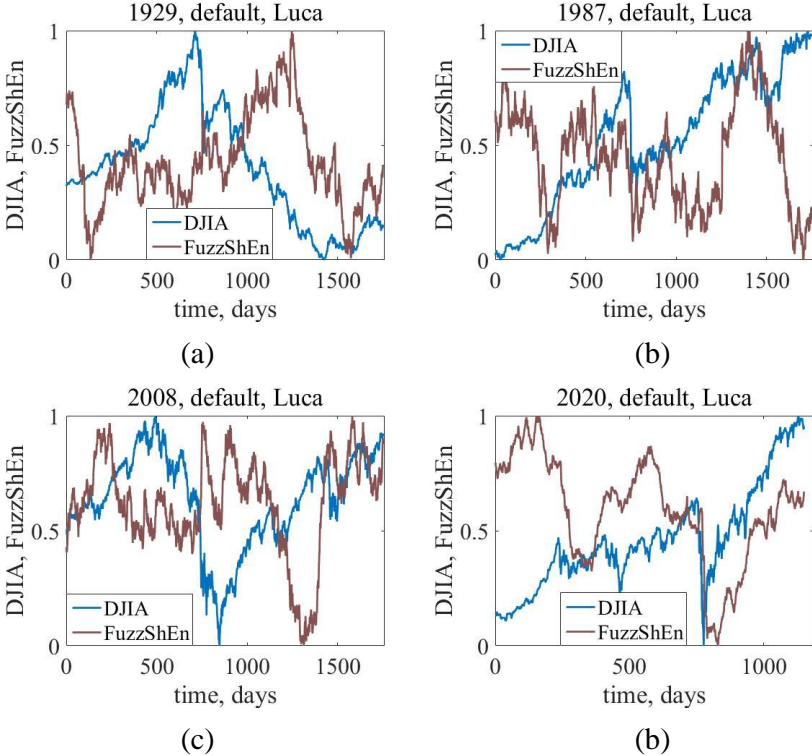 1929, default, Luca
1987, default, Luca
DJIA, FuzzShEn
1
0.5
0
DJIA
FuzzShEn
0
500
1000
1500
time, days
(a)
DJIA, FuzzShEn
1
0.5
0
DJIA
FuzzShEn
0
500
1000
1500
time, days
(b)
2008, default, Luca
2020, default, Luca
DJIA, FuzzShEn
1
0.5
0
DJIA
FuzzShEn
0
500
1000
1500
time, days
(c)
DJIA, FuzzShEn
1
0.5
0
DJIA
FuzzShEn
0
500
1000
time, days
(b)